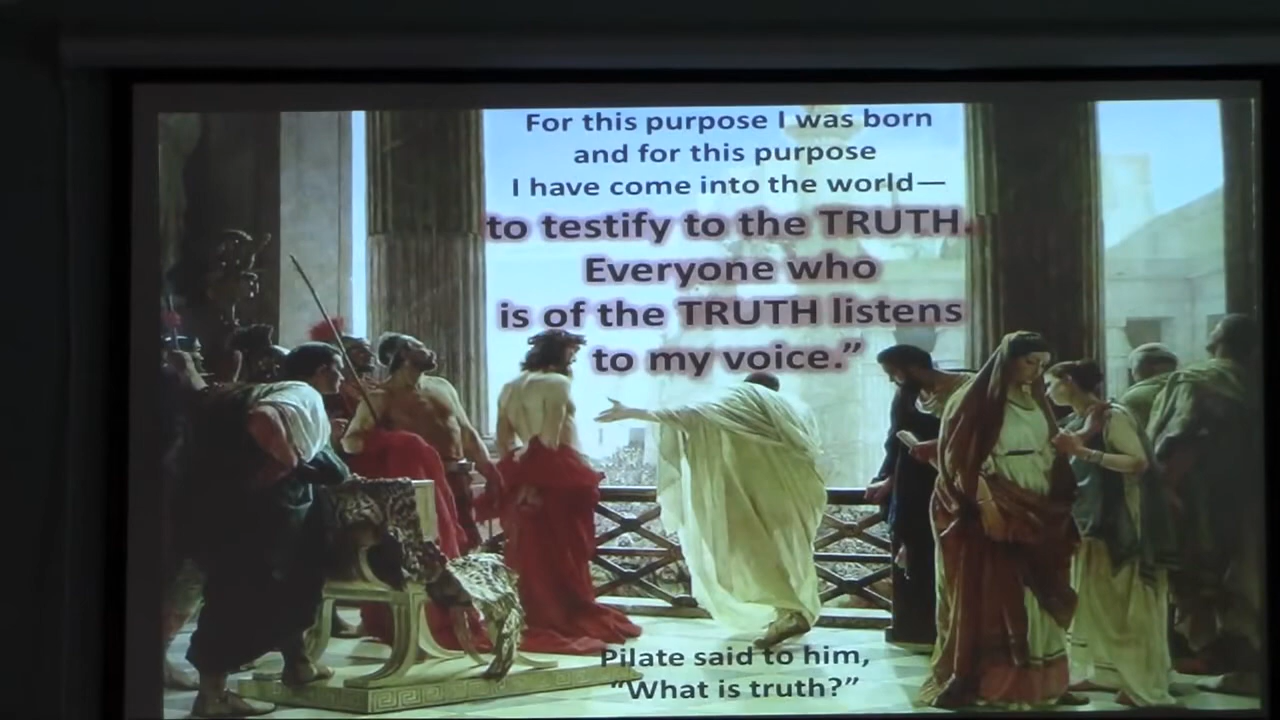 For this purpose I was born
and for this purpose
I have come into the world—
to testify to the TRUTH.
Everyone who
is of the TRUTH listens
to my voice.”
Pilate said to him,
“What is truth?”